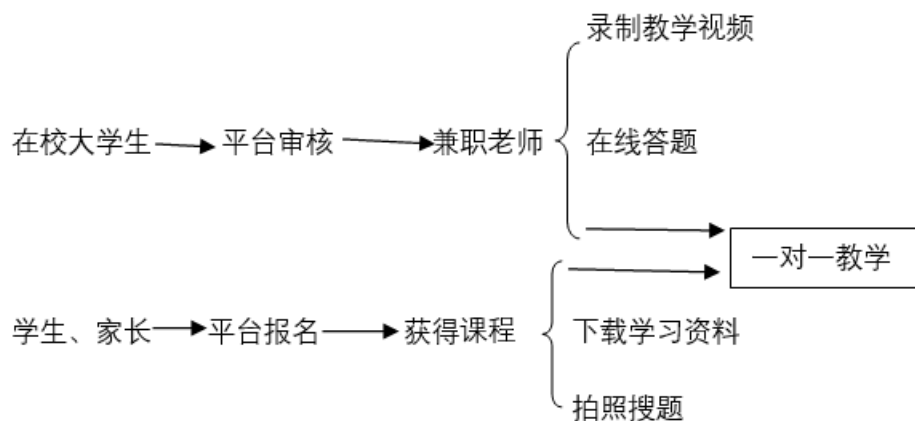 录制教学视频
在校大学生 平台审核 兼职老师 在线答题
一对一教学
学生、家长 平台报名 获得课程 下载学习资料
拍照搜题